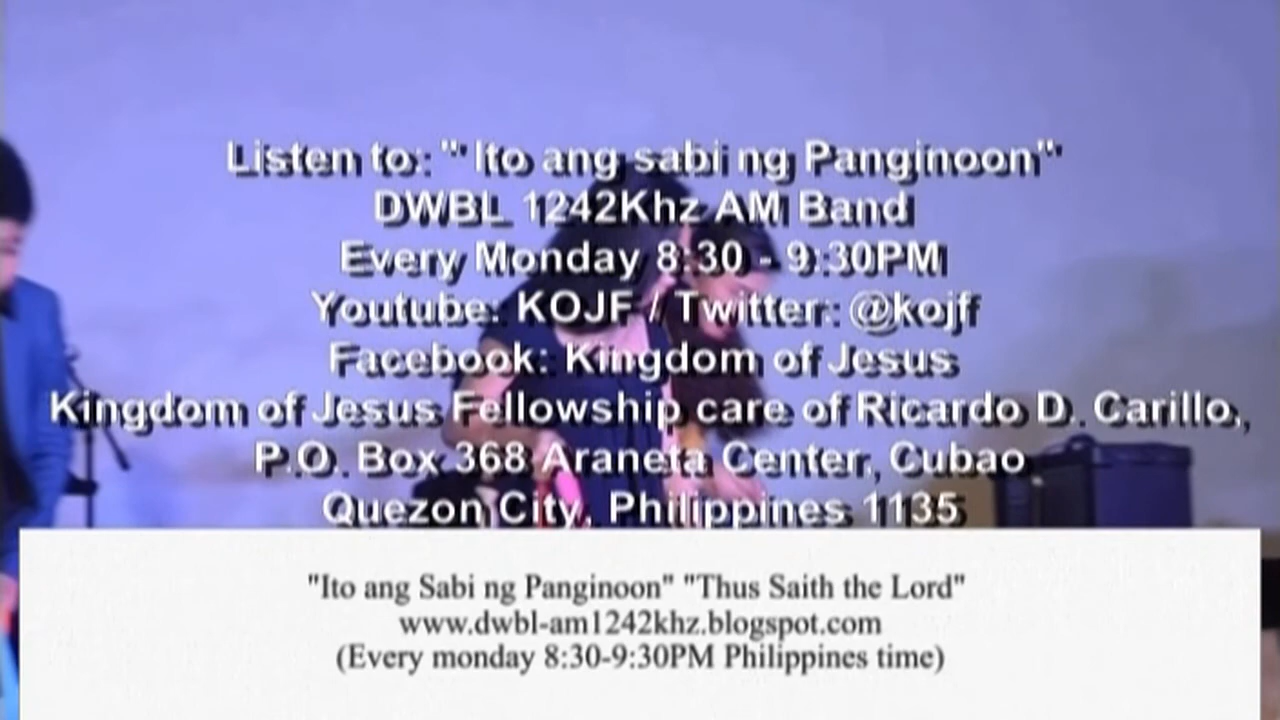 Listen to: "'Ito ang sabi ng Panginoon"'
DWBL 1242Khz AM Band
Every Monday 8:30 - 9:30PM
Youtube: KOJF / Twitter: @kojff
Facebook: Kingdom of Jesus
Kingdom of Jesus Fellowship care of Ricardo D. Carillo,
P.O. Box 368 Araneta Center, Cubao
Quezon City, Philippines 1135
"Ito ang Sabi ng Panginoon" "Thus Saith the Lord"
www.dwbl-am1242khz.blogspot.com
(Every monday 8:30-9:30PM Philippines time)